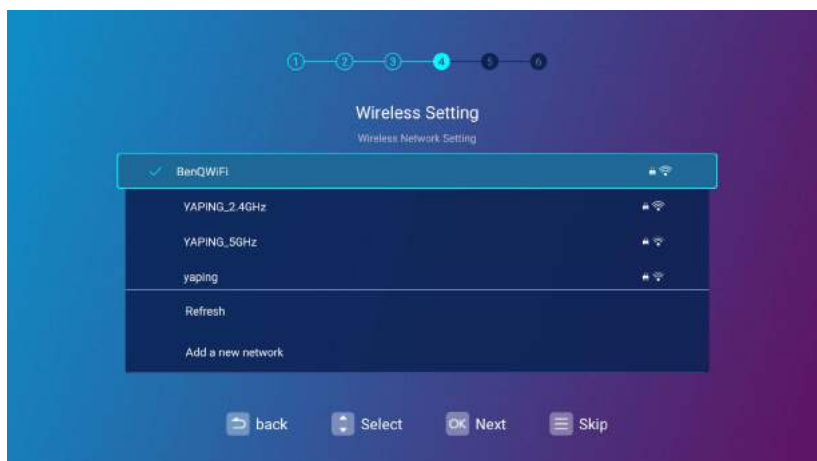 1 2 3 4 5 6
Wireless Setting
Wireless Network Setting
BenQWiFi
YAPING_2.4GHz
YAPING_5GHz
yaping
Refresh
Add a new network
back Select OK Next Skip